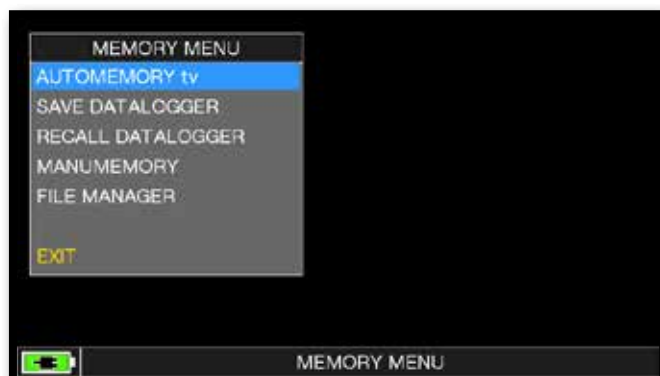 MEMORY MENU
AUTOMEMORY tv
SAVE DATALOGGER
RECALL DATALOGGER
MANUMEMORY
FILE MANAGER
EXIT
MEMORY MENU